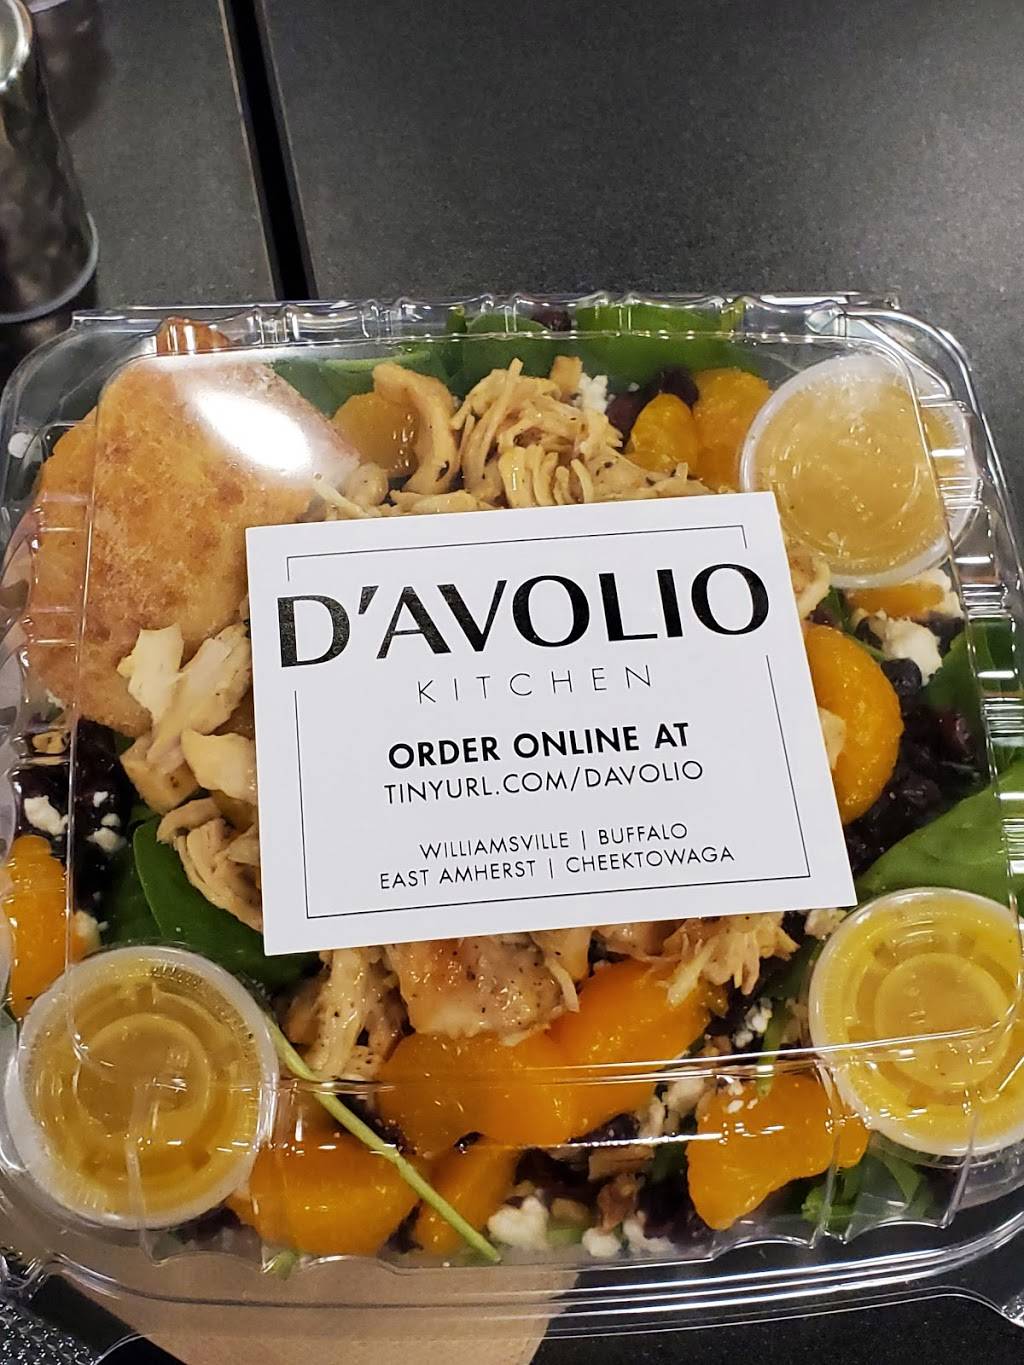 D'AVOLIO
KITCHEN
ORDER ONLINE AT
TINYURL.COM/DAVOLIO
WILLIAMSVILLE | BUFFALO
EAST AMHERST | CHEEKTOWAGA